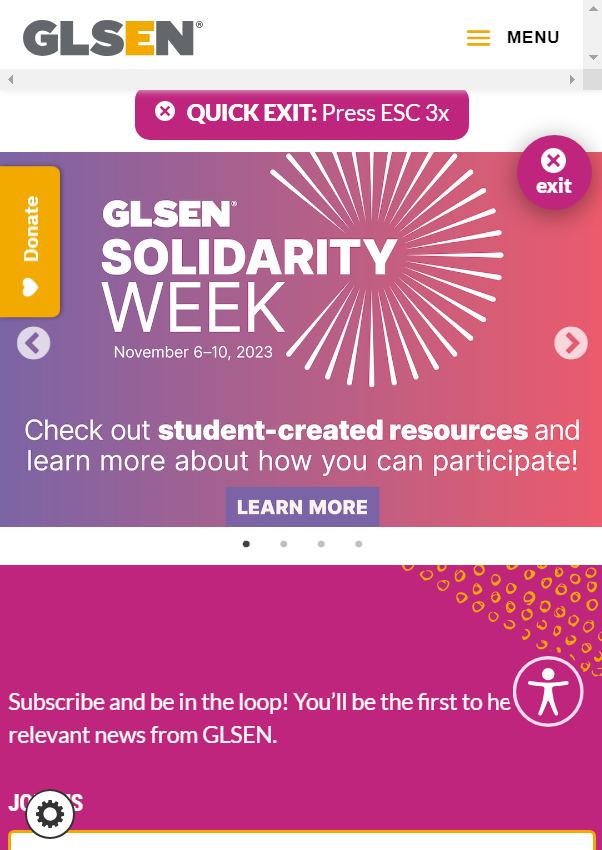 GLSEN®
MENU
QUICK EXIT: Press ESC 3x
exit
Donate
GLSEN®
SOLIDARITY
WEEK
November 6–10, 2023
Check out student-created resources and
learn more about how you can participate!
LEARN MORE
Subscribe and be in the loop! You’ll be the first to he
relevant news from GLSEN.